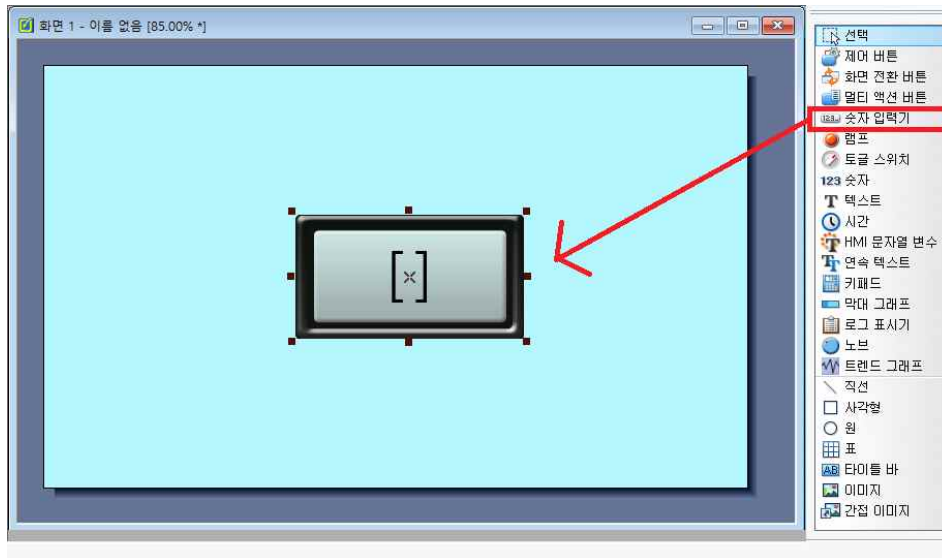 화면 1 - 이름 없음 [85.00% *]
[ ]
선택
제어 버튼
화면 전환 버튼
멀티 액션 버튼
숫자 입력기
램프
토글 스위치
123 숫자
T 텍스트
시간
HMI 문자열 변수
연속 텍스트
키패드
막대 그래프
로그 표시기
노브
트렌드 그래프
직선
사각형
원
표
AB 타이틀 바
이미지
간접 이미지